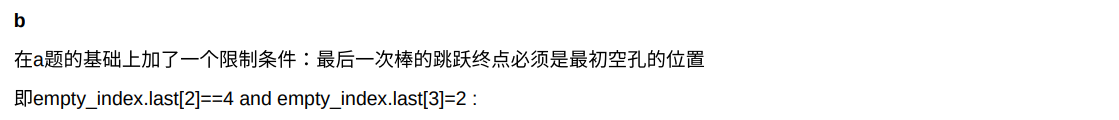 b
在a题的基础上加了一个限制条件：最后一次棒的跳跃终点必须是最初空孔的位置
即empty_index.last[2]==4 and empty_index.last[3]=2 :